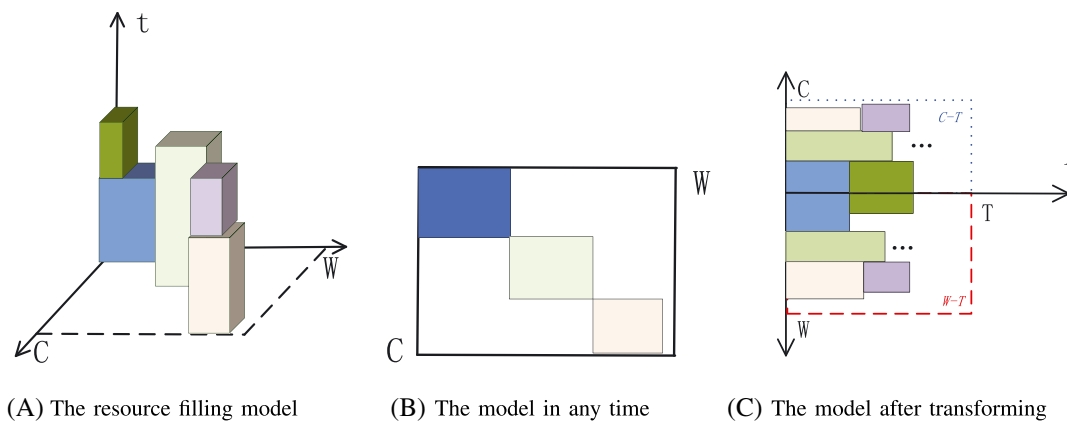 t
W
C
W
C
C
C-T
...
T
...
W-T
W
(A) The resource filling model
(B) The model in any time
(C) The model after transforming